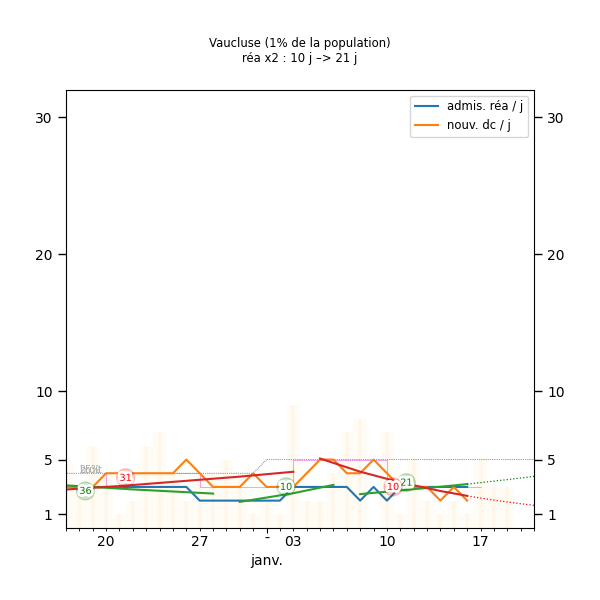 Vaucluse (1% de la population)
réa x2 : 10 j –> 21 j
admis. réa / j
nouv. dc / j
30 30
20 20
10 10
5 5
1 1
36
31
10
10
21
20 27 03 10 17
janv.